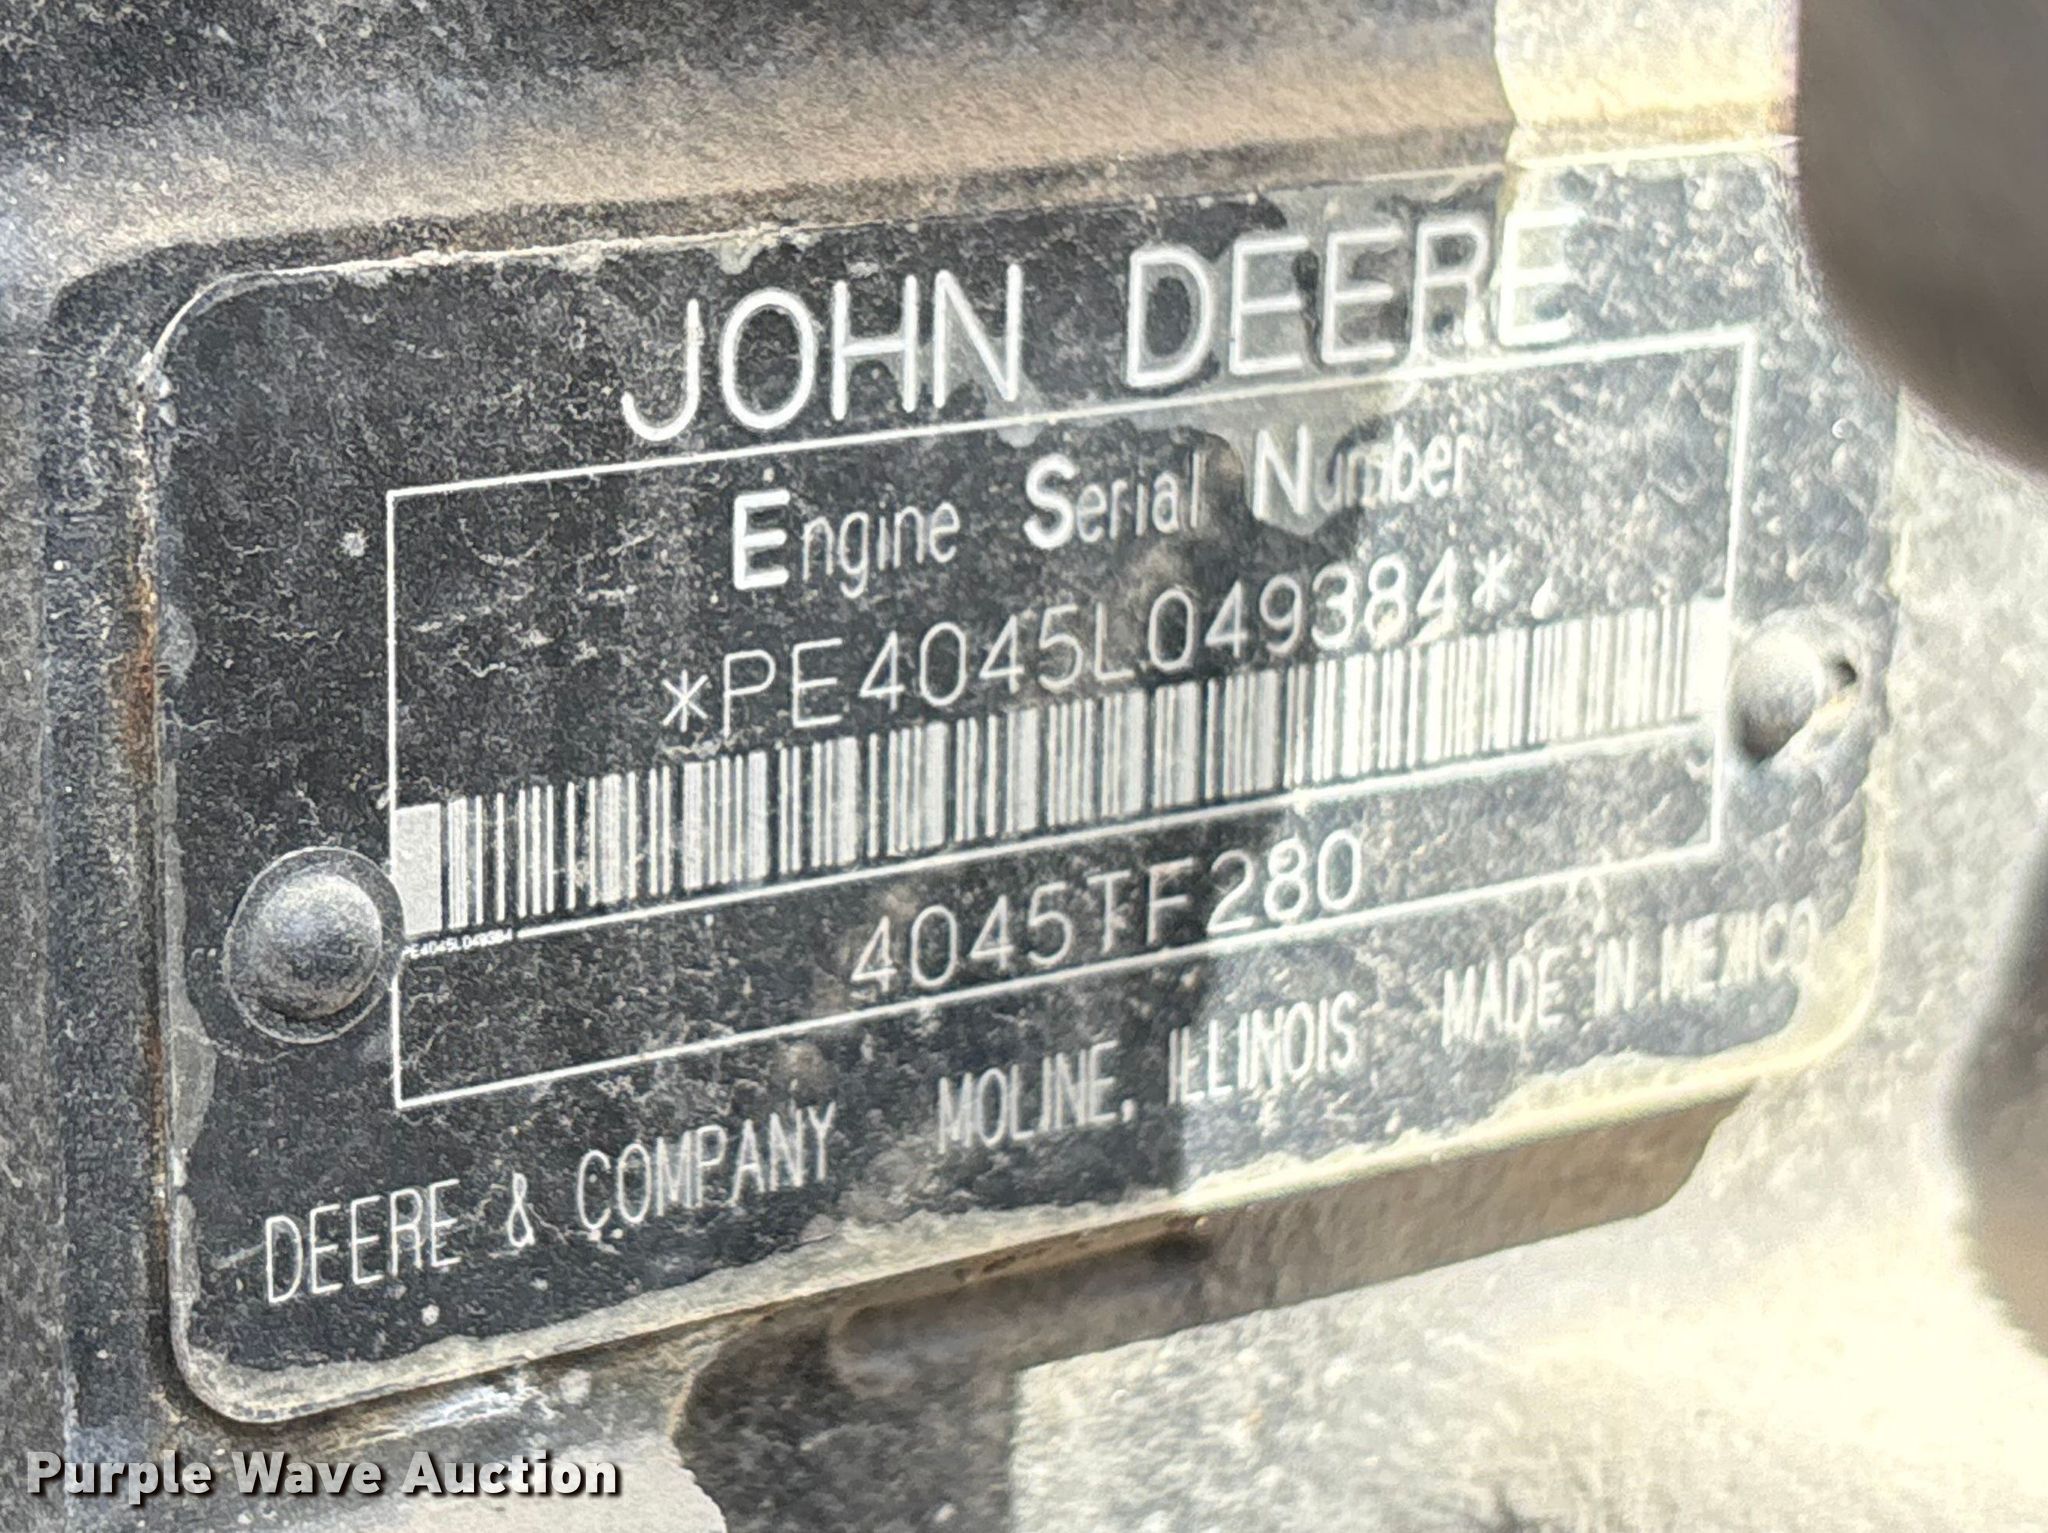 JOHN DEERE
Engine Serial Number
*PE4045L049384*
PE4045L049384
4045TF280
DEERE & COMPANY MOLINE, ILLINOIS MADE IN MEXICO
Purple Wave Auction